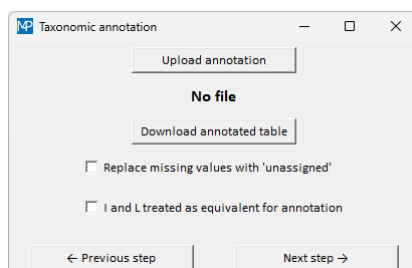 MP Taxonomic annotation
Upload annotation
No file
Download annotated table
Replace missing values with 'unassigned'
I and L treated as equivalent for annotation
← Previous step Next step →